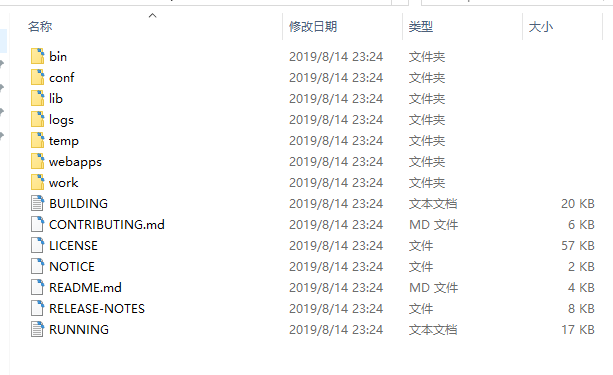 名称 修改日期 类型 大小
bin 2019/8/14 23:24 文件夹
conf 2019/8/14 23:24 文件夹
lib 2019/8/14 23:24 文件夹
logs 2019/8/14 23:24 文件夹
temp 2019/8/14 23:24 文件夹
webapps 2019/8/14 23:24 文件夹
work 2019/8/14 23:24 文件夹
BUILDING 2019/8/14 23:24 文本文档 20 KB
CONTRIBUTING.md 2019/8/14 23:24 MD 文件 6 KB
LICENSE 2019/8/14 23:24 文件 57 KB
NOTICE 2019/8/14 23:24 文件 2 KB
README.md 2019/8/14 23:24 MD 文件 4 KB
RELEASE-NOTES 2019/8/14 23:24 文件 8 KB
RUNNING 2019/8/14 23:24 文本文档 17 KB